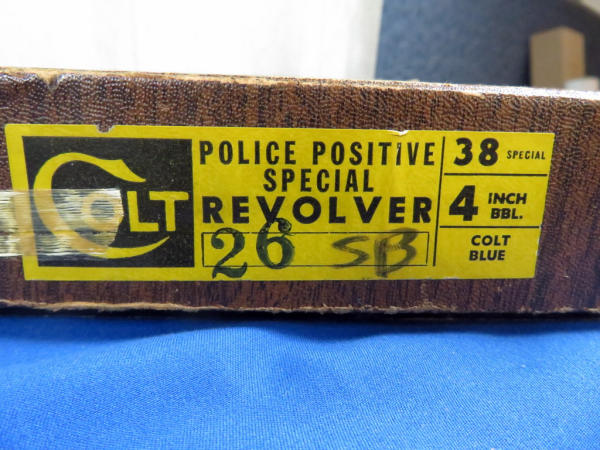 COLT
POLICE POSITIVE
SPECIAL
REVOLVER
26 SB
38 SPECIAL
4 INCH
BBL.
COLT
BLUE